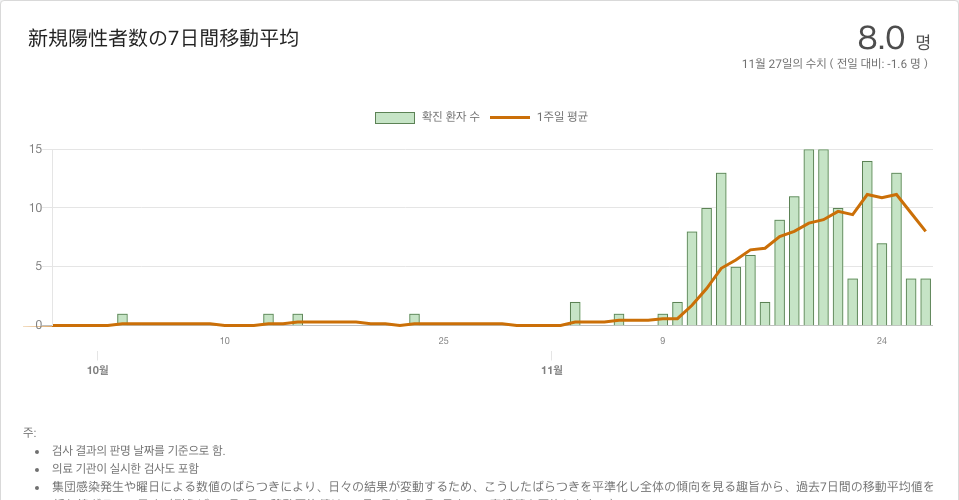 新規陽性者数の7日間移動平均
8.0 명
11월 27일의 수치 ( 전일 대비: -1.6 명 )
확진 환자 수 1주일 평균
15
10
5
0
10 25 9 24
10월 11월
주:
검사 결과의 판명 날짜를 기준으로 함.
의료 기관이 실시한 검사도 포함
集団感染発生や曜日による数値のばらつきにより、日々の結果が変動するため、こうしたばらつきを平準化し全体の傾向を見る趣旨から、過去7日間の移動平均値を